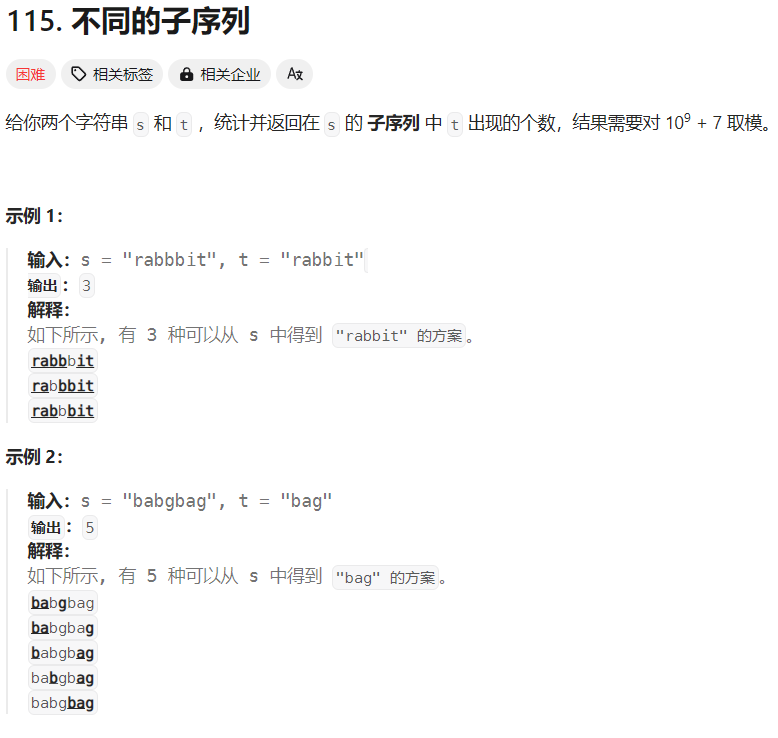 115. 不同的子序列
困难 相关标签 相关企业 A文
给你两个字符串 s 和 t ，统计并返回在 s 的 子序列 中 t 出现的个数，结果需要对 10⁹ + 7 取模。
示例 1：
输入：s = "rabbbit", t = "rabbit"
输出：3
解释：
如下所示, 有 3 种可以从 s 中得到 "rabbit" 的方案。
rabbbit
rabbbit
rabbbit
示例 2：
输入：s = "babgbag", t = "bag"
输出：5
解释：
如下所示, 有 5 种可以从 s 中得到 "bag" 的方案。
babgbag
babgbag
babgbag
babgbag
babgbag